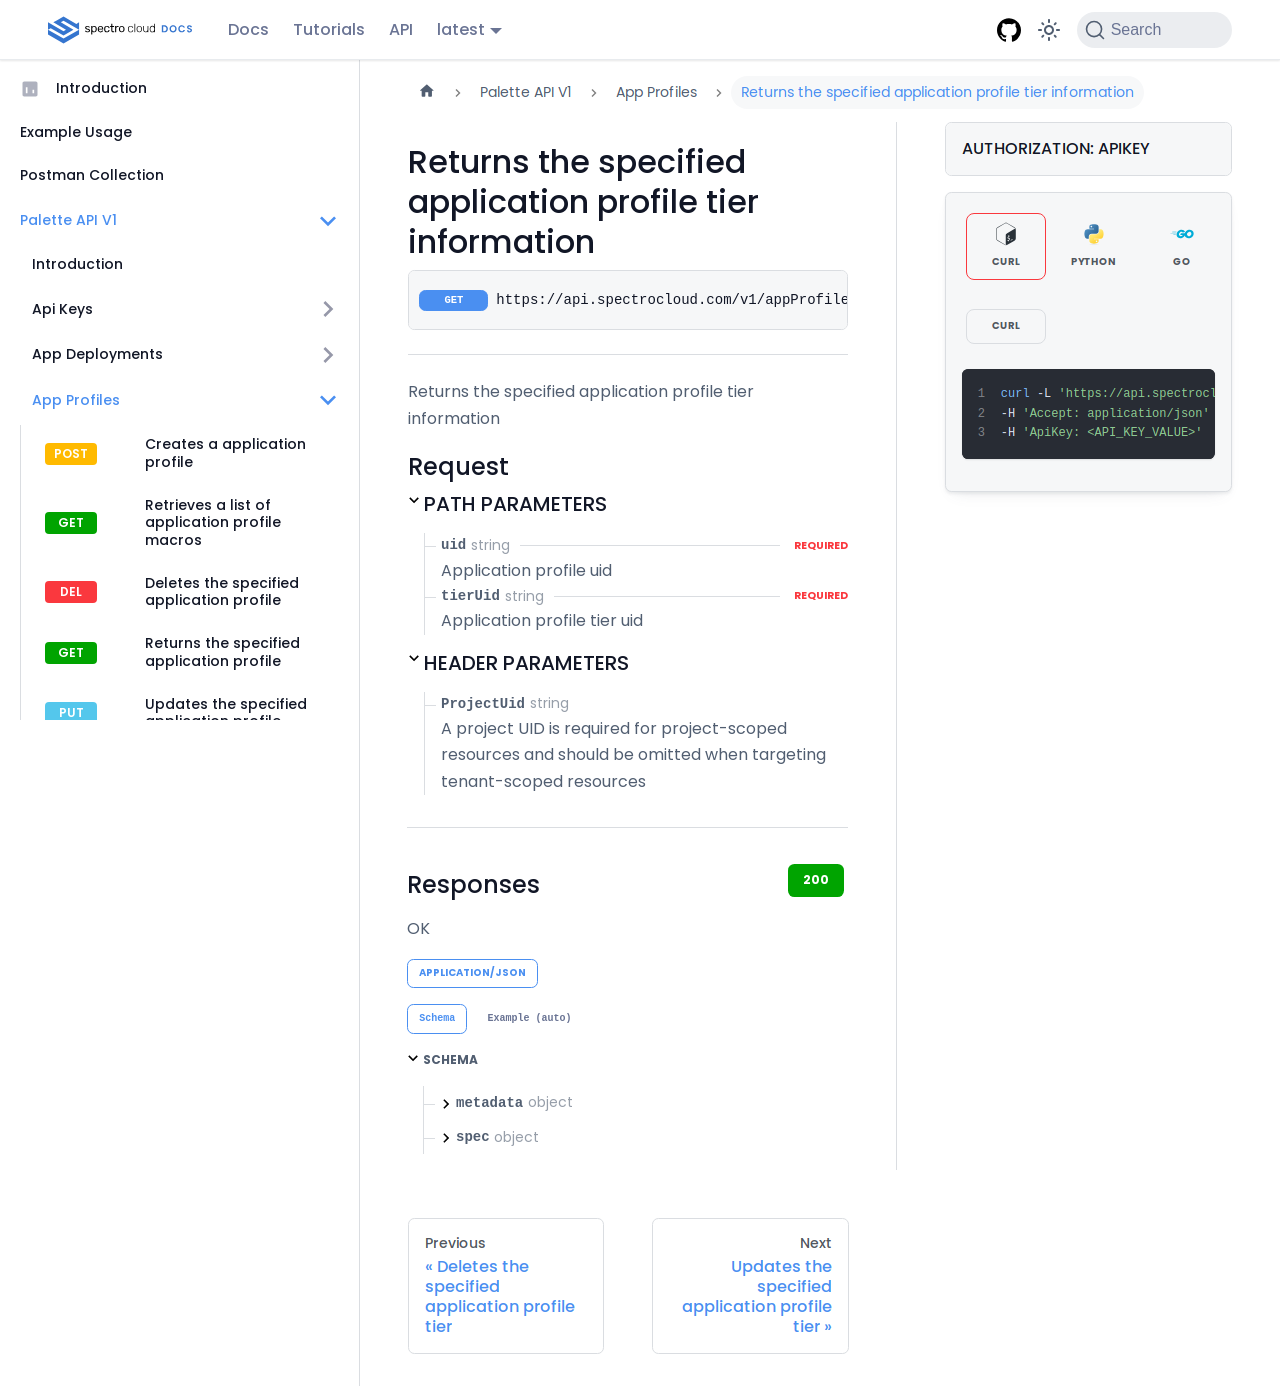 spectro cloud DOCS
Docs
Tutorials
API
latest
Search
Introduction
Example Usage
Postman Collection
Palette API V1
Introduction
Api Keys
App Deployments
App Profiles
POST
Creates a application
profile
GET
Retrieves a list of
application profile
macros
DEL
Deletes the specified
application profile
GET
Returns the specified
application profile
PUT
Updates the specified
application profile
Palette API V1
App Profiles
Returns the specified application profile tier information
Returns the specified
application profile tier
information
GET
https://api.spectrocloud.com/v1/appProfile
Returns the specified application profile tier
information
Request
PATH PARAMETERS
uid string
REQUIRED
Application profile uid
tierUid string
REQUIRED
Application profile tier uid
HEADER PARAMETERS
ProjectUid string
A project UID is required for project-scoped
resources and should be omitted when targeting
tenant-scoped resources
Responses
200
OK
APPLICATION/JSON
Schema
Example (auto)
SCHEMA
metadata object
spec object
Previous
« Deletes the
specified
application profile
tier
Next
Updates the
specified
application profile
tier »
AUTHORIZATION: APIKEY
CURL
PYTHON
GO
CURL
1 curl -L 'https://api.spectrocl
2 -H 'Accept: application/json'
3 -H 'ApiKey: <API_KEY_VALUE>'